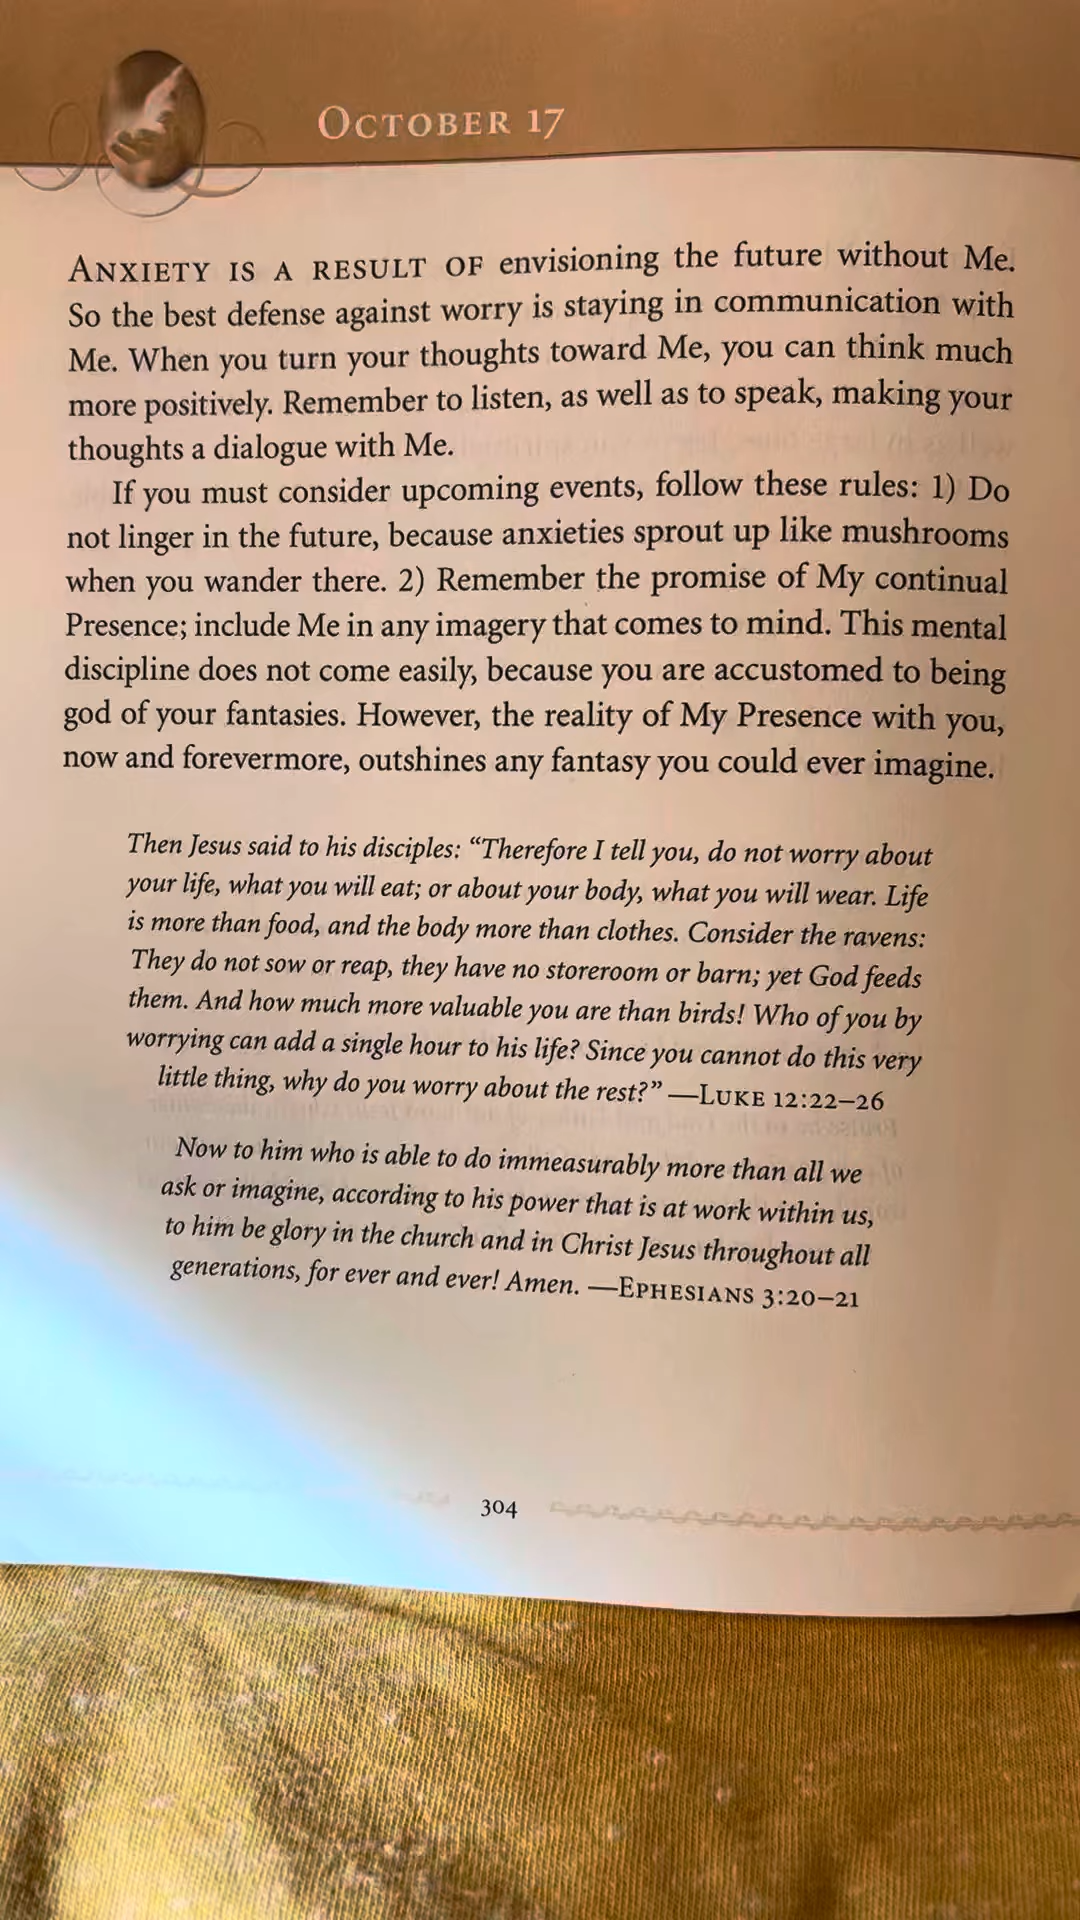 OCTOBER 17
ANXIETY IS A RESULT OF envisioning the future without Me.
So the best defense against worry is staying in communication with
Me. When you turn your thoughts toward Me, you can think much
more positively. Remember to listen, as well as to speak, making your
thoughts a dialogue with Me.
If you must consider upcoming events, follow these rules: 1) Do
not linger in the future, because anxieties sprout up like mushrooms
when you wander there. 2) Remember the promise of My continual
Presence; include Me in any imagery that comes to mind. This mental
discipline does not come easily, because you are accustomed to being
god of your fantasies. However, the reality of My Presence with you,
now and forevermore, outshines any fantasy you could ever imagine.
Then Jesus said to his disciples: “Therefore I tell you, do not worry about
your life, what you will eat; or about your body, what you will wear. Life
is more than food, and the body more than clothes. Consider the ravens:
They do not sow or reap, they have no storeroom or barn; yet God feeds
them. And how much more valuable you are than birds! Who of you by
worrying can add a single hour to his life? Since you cannot do this very
little thing, why do you worry about the rest?” —LUKE 12:22–26
Now to him who is able to do immeasurably more than all we
ask or imagine, according to his power that is at work within us,
to him be glory in the church and in Christ Jesus throughout all
generations, for ever and ever! Amen. —EPHESIANS 3:20–21
304